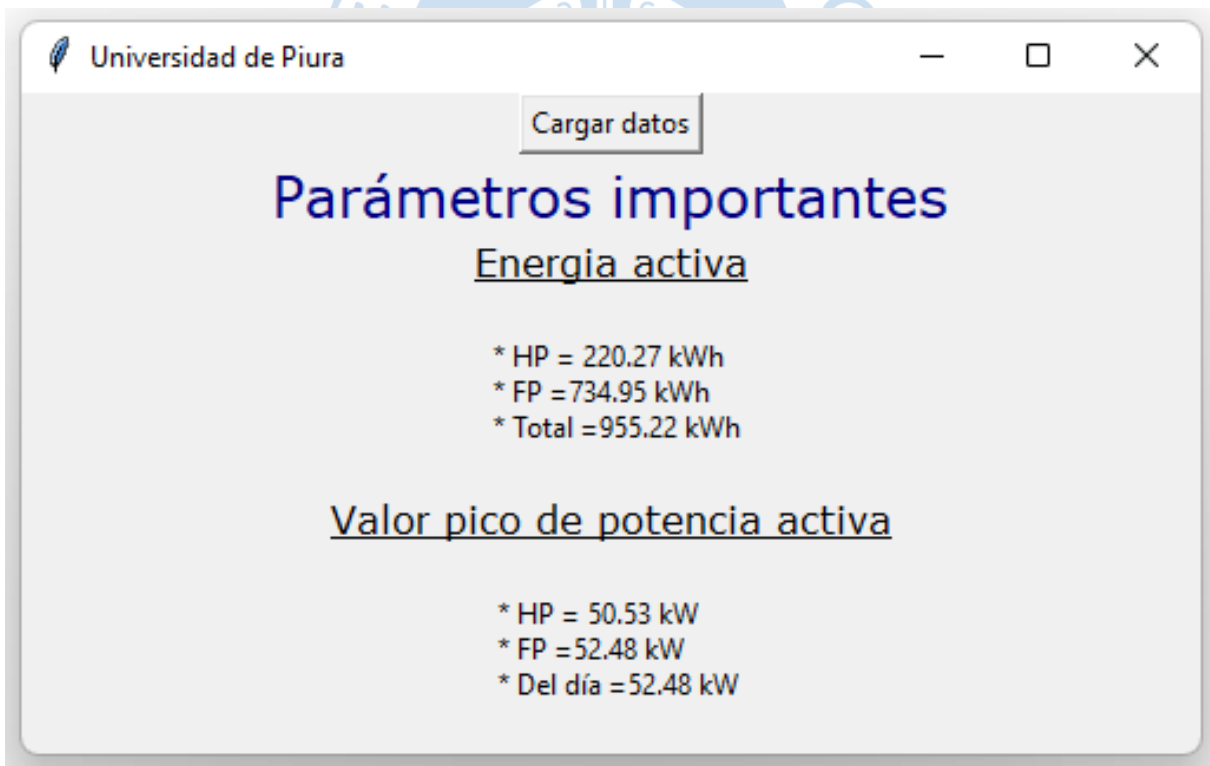 Universidad de Piura
Cargar datos
Parámetros importantes
Energia activa
* HP = 220.27 kWh
* FP =734.95 kWh
* Total =955.22 kWh
Valor pico de potencia activa
* HP = 50.53 kW
* FP =52.48 kW
* Del día =52.48 kW